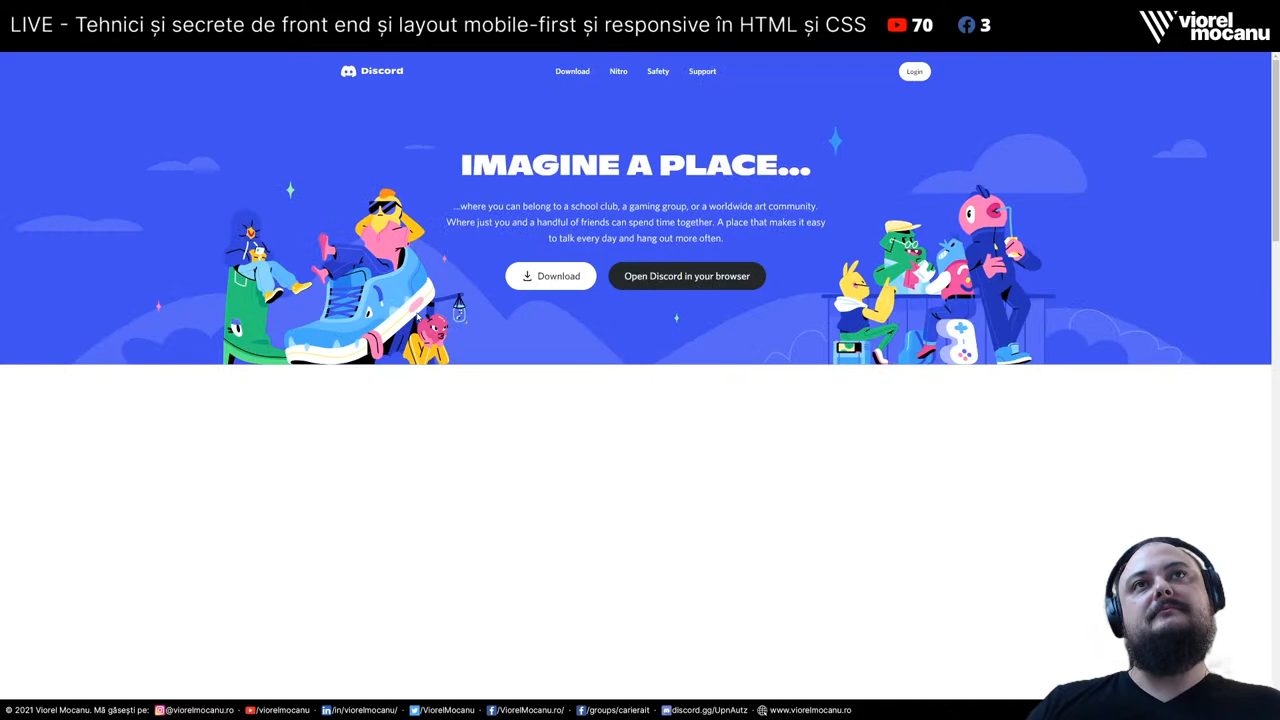 LIVE - Tehnici și secrete de front end și layout mobile-first și responsive în HTML și CSS 70 3
viorel
mocanu
Discord Download Nitro Safety Support Login
IMAGINE A PLACE...
...where you can belong to a school club, a gaming group, or a worldwide art community.
Where just you and a handful of friends can spend time together. A place that makes it easy
to talk every day and hang out more often.
Download Open Discord in your browser
© 2021 Viorel Mocanu. Mă găsești pe: @viorelmocanu.ro · /viorelmocanu · /in/viorelmocanu/ · /ViorelMocanu · /ViorelMocanu.ro/ · /groups/carierait · discord.gg/UpnAutz · www.viorelmocanu.ro